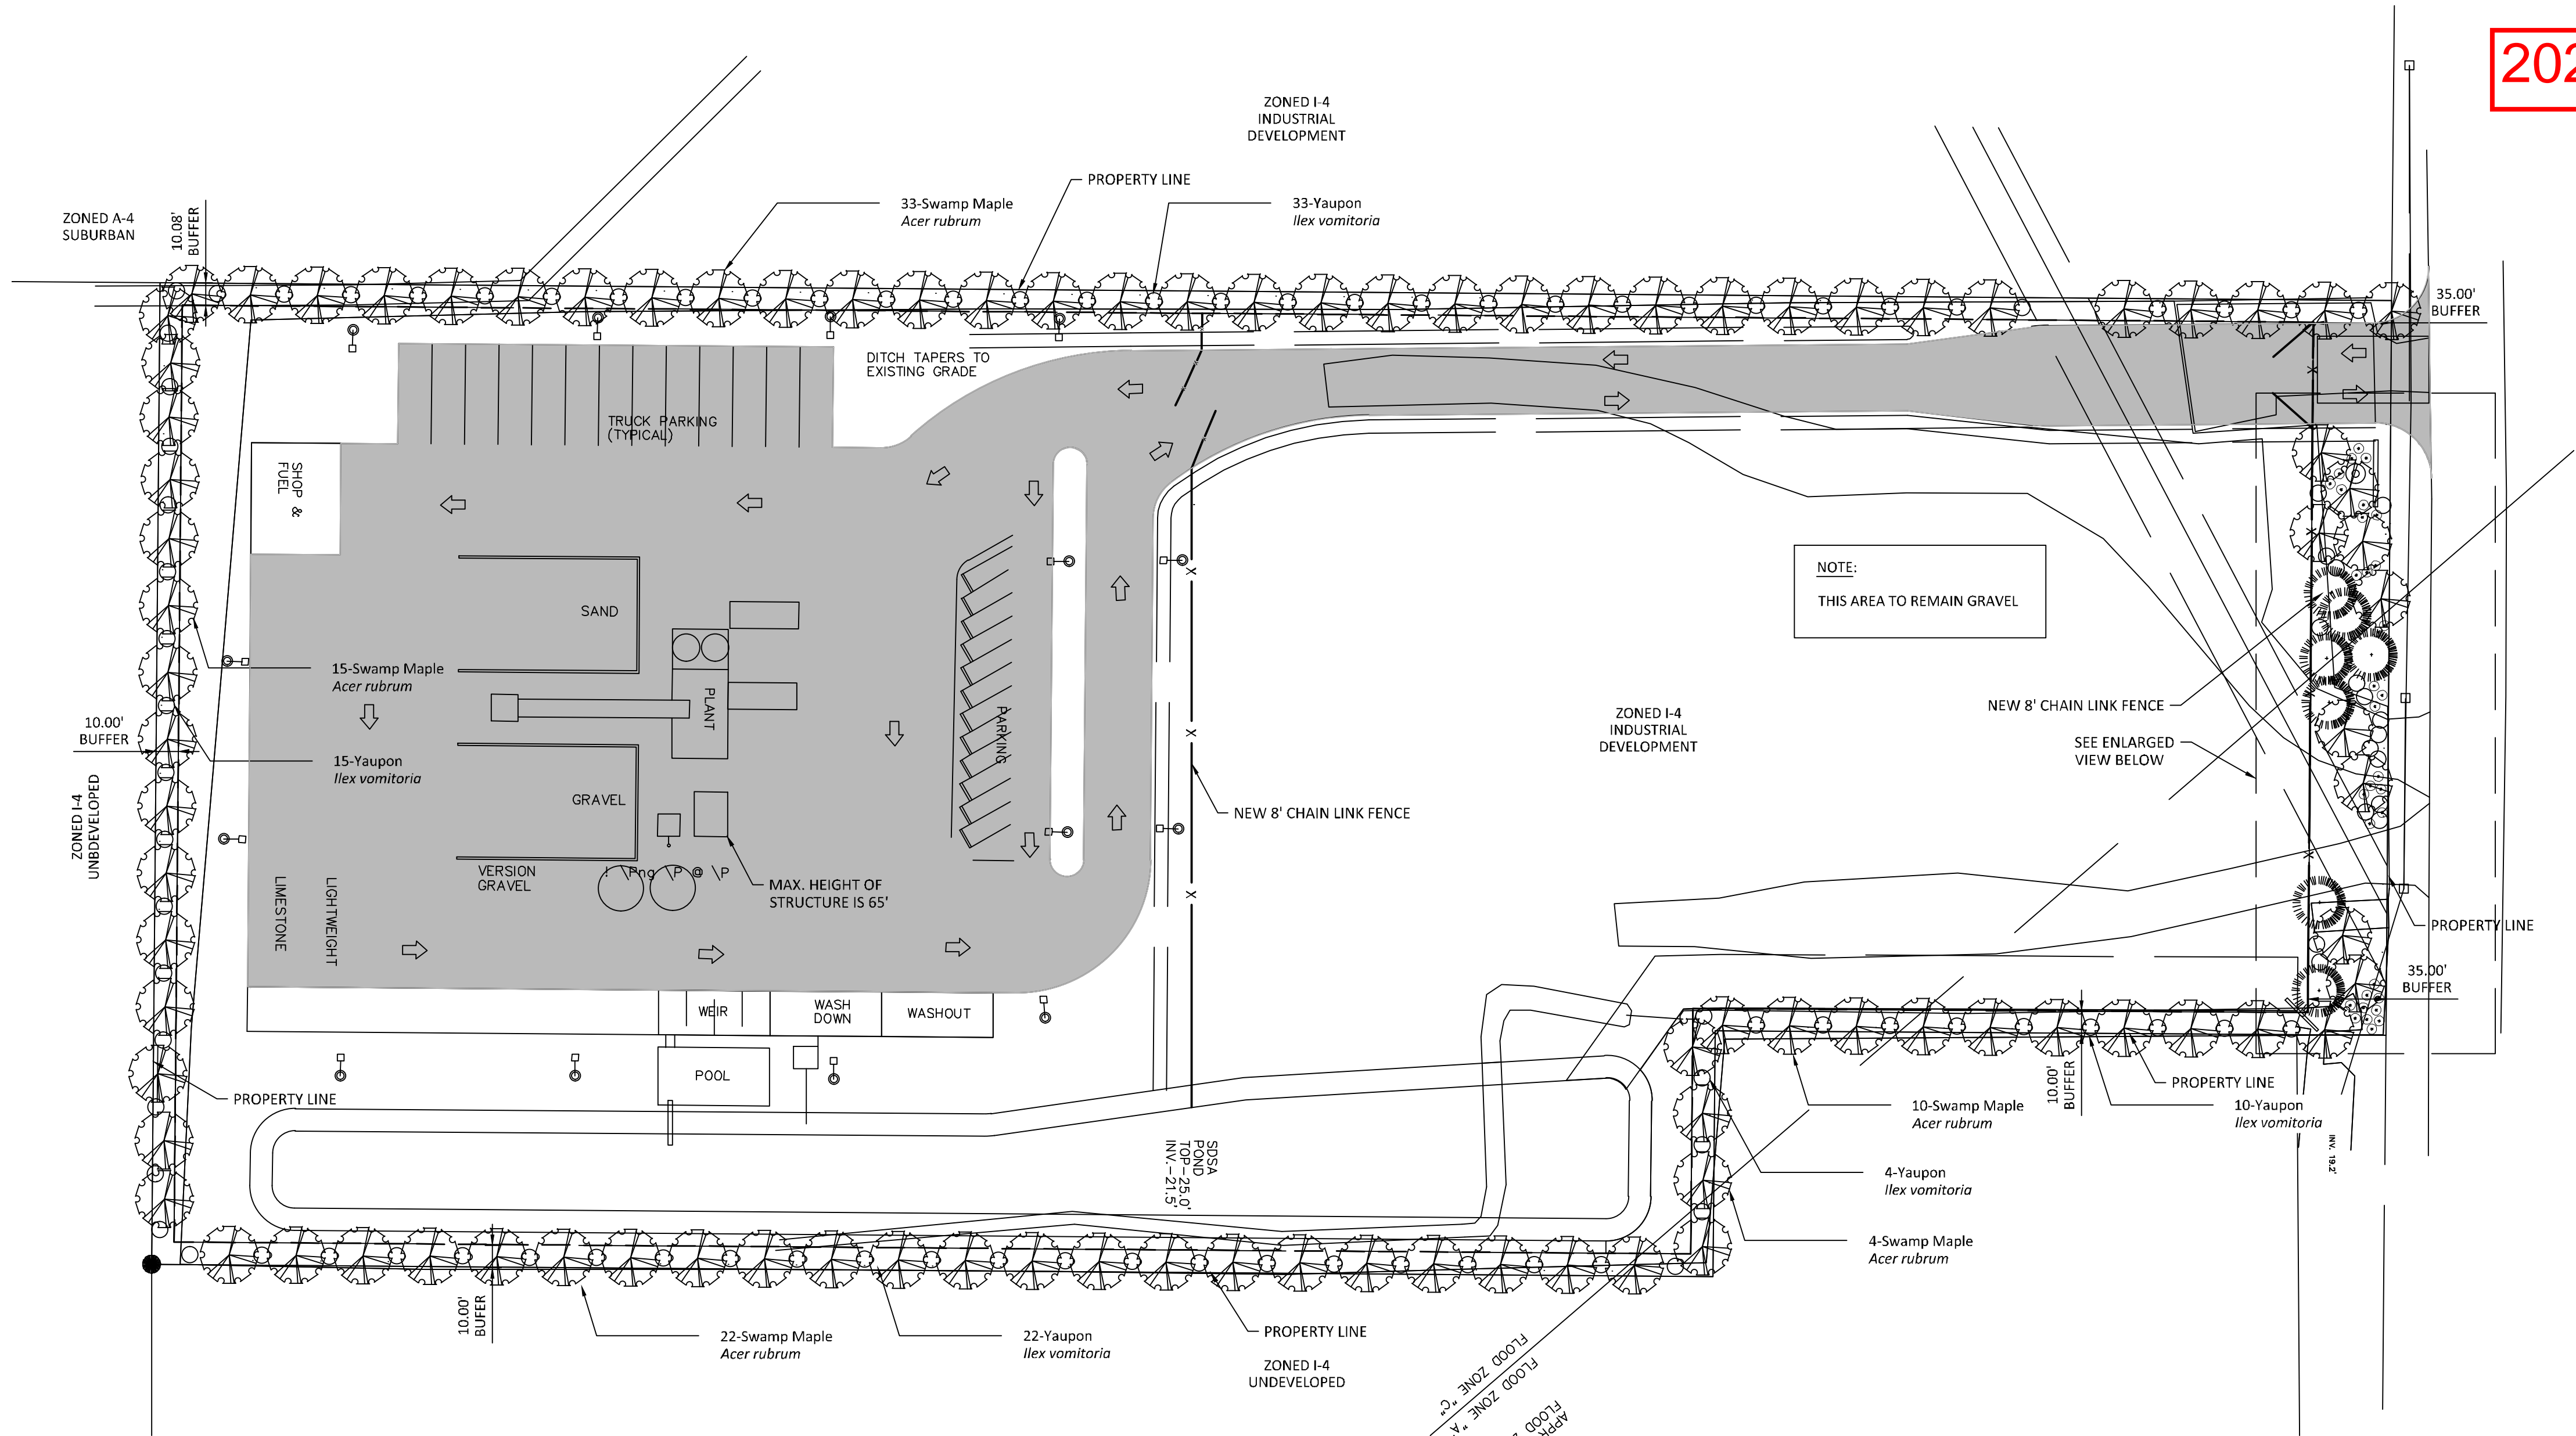 202
ZONED I-4
INDUSTRIAL
DEVELOPMENT
PROPERTY LINE
33-Swamp Maple
Acer rubrum
33-Yaupon
Ilex vomitoria
ZONED A-4
SUBURBAN
10.08'
BUFFER
35.00'
BUFFER
DITCH TAPERS TO
EXISTING GRADE
TRUCK PARKING
(TYPICAL)
SHOP &
FUEL
NOTE:
THIS AREA TO REMAIN GRAVEL
SAND
15-Swamp Maple
Acer rubrum
PLANT
PARKING
NEW 8' CHAIN LINK FENCE
ZONED I-4
INDUSTRIAL
DEVELOPMENT
10.00'
BUFFER
SEE ENLARGED
VIEW BELOW
15-Yaupon
Ilex vomitoria
ZONED I-4
UNBDEVELOPED
GRAVEL
NEW 8' CHAIN LINK FENCE
VERSION
GRAVEL
! \Png \P @ \P
MAX. HEIGHT OF
STRUCTURE IS 65'
LIMESTONE
LIGHTWEIGHT
PROPERTY LINE
35.00'
BUFFER
WEIR
WASH
DOWN
WASHOUT
POOL
PROPERTY LINE
PROPERTY LINE
10.00'
BUFFER
10-Swamp Maple
Acer rubrum
10-Yaupon
Ilex vomitoria
INV. 19.2'
SDSA
POND
TOP-25.0'
INV.-21.5'
4-Yaupon
Ilex vomitoria
4-Swamp Maple
Acer rubrum
10.00'
BUFFER
22-Swamp Maple
Acer rubrum
22-Yaupon
Ilex vomitoria
PROPERTY LINE
ZONED I-4
UNDEVELOPED
FLOOD ZONE "C"
FLOOD ZONE "A
FLOOD